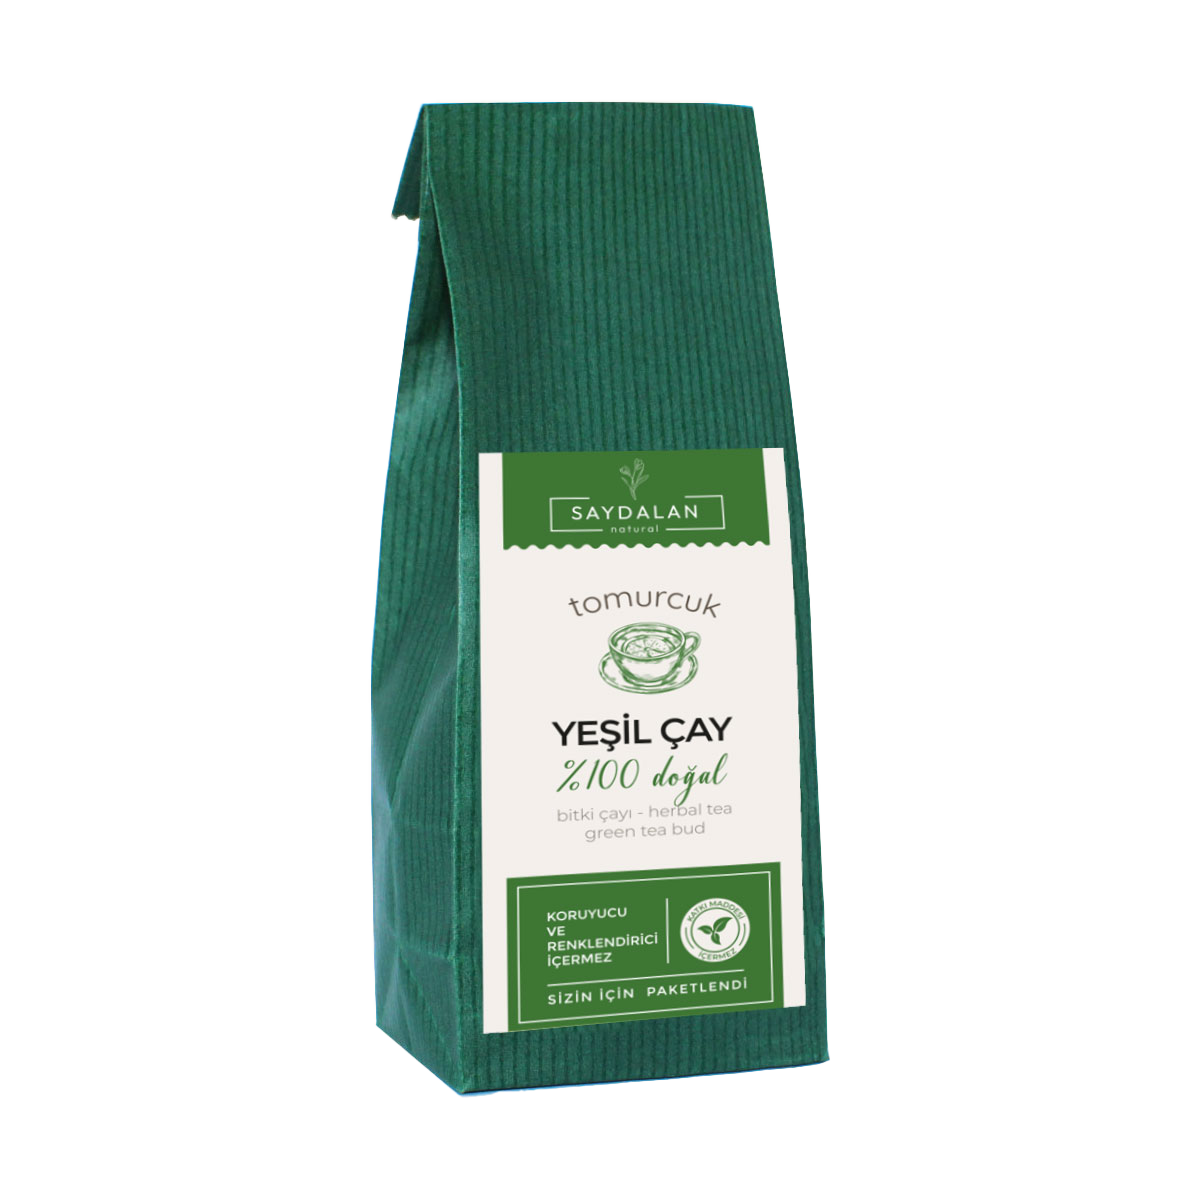 SAYDALAN
natural
tomurcuk
YEŞİL ÇAY
%100 doğal
bitki çayı - herbal tea
green tea bud
KORUYUCU
VE
RENKLENDİRİCİ
İÇERMEZ
KATKI MADDESİ
İÇERMEZ
SİZİN İÇİN PAKETLENDİ